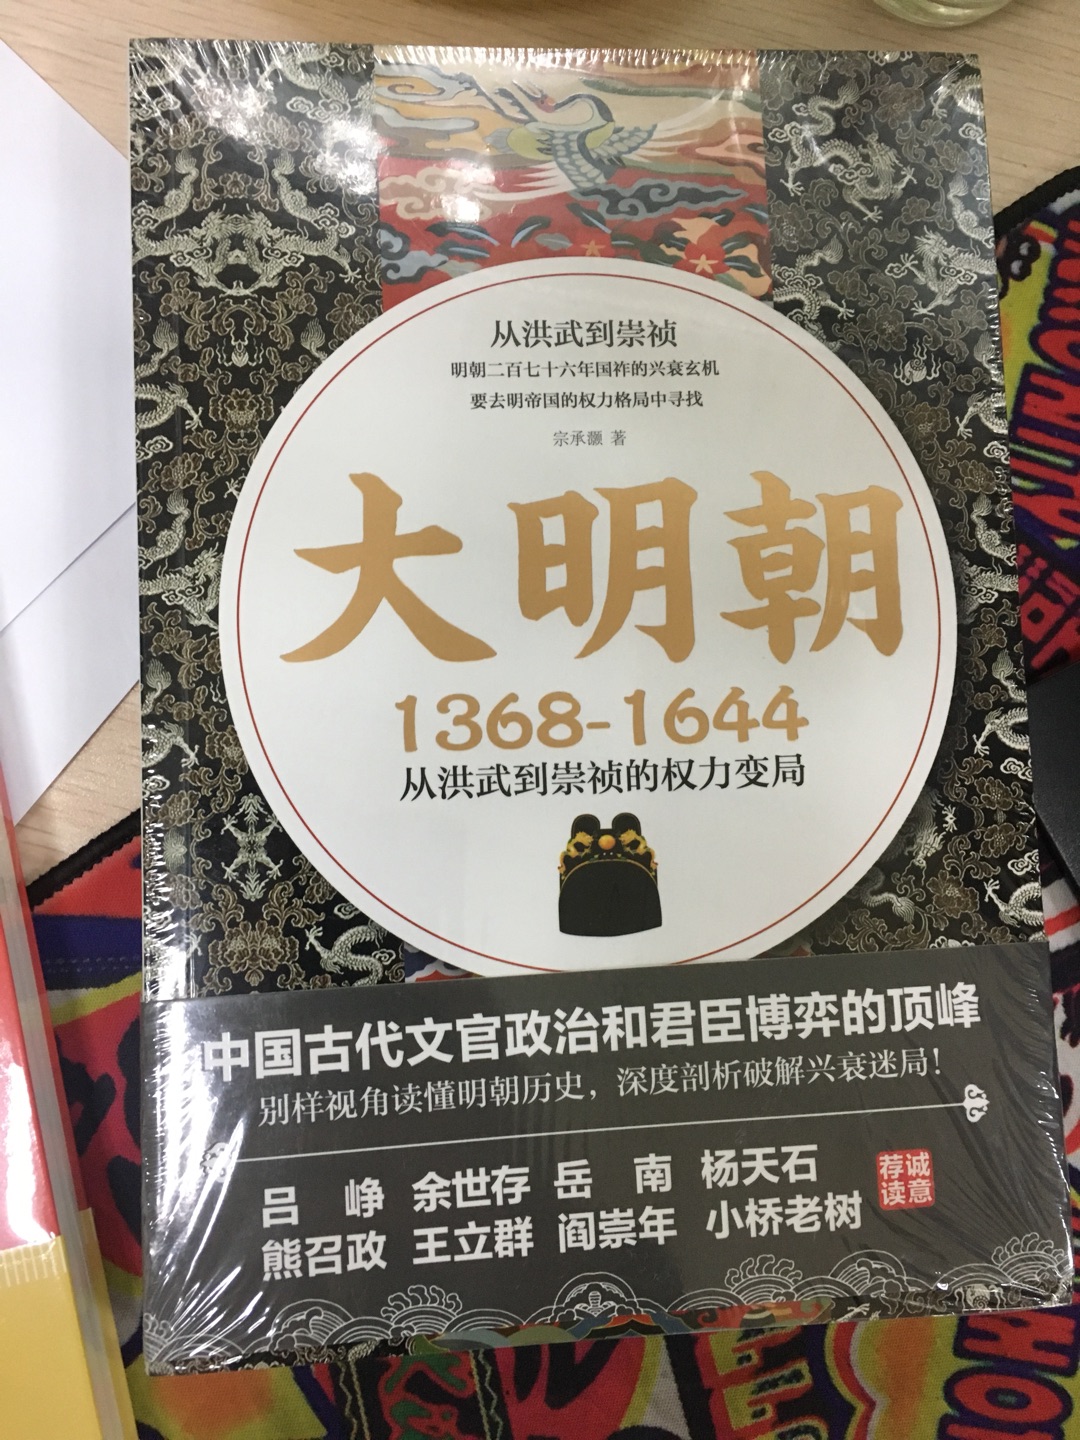 从洪武到崇祯
明朝二百七十六年国祚的兴衰玄机
要去明帝国的权力格局中寻找
宗承灏 著
大明朝
1368-1644
从洪武到崇祯的权力变局
中国古代文官政治和君臣博弈的顶峰
别样视角读懂明朝历史，深度剖析破解兴衰迷局！
吕峥 余世存 岳南 杨天石
熊召政 王立群 阎崇年 小桥老树
诚意
荐读